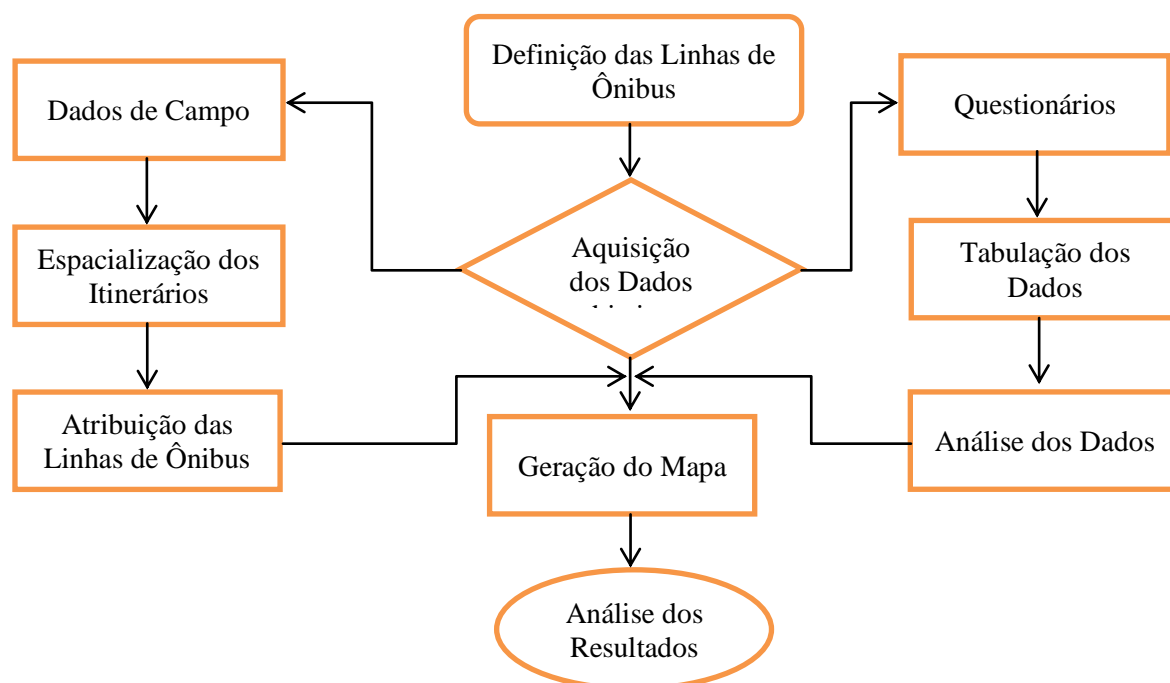 Definição das Linhas de
Ônibus
Dados de Campo
Questionários
Espacialização dos
Itinerários
Aquisição
dos Dados
Tabulação dos
Dados
Atribuição das
Linhas de Ônibus
Geração do Mapa
Análise dos Dados
Análise dos
Resultados